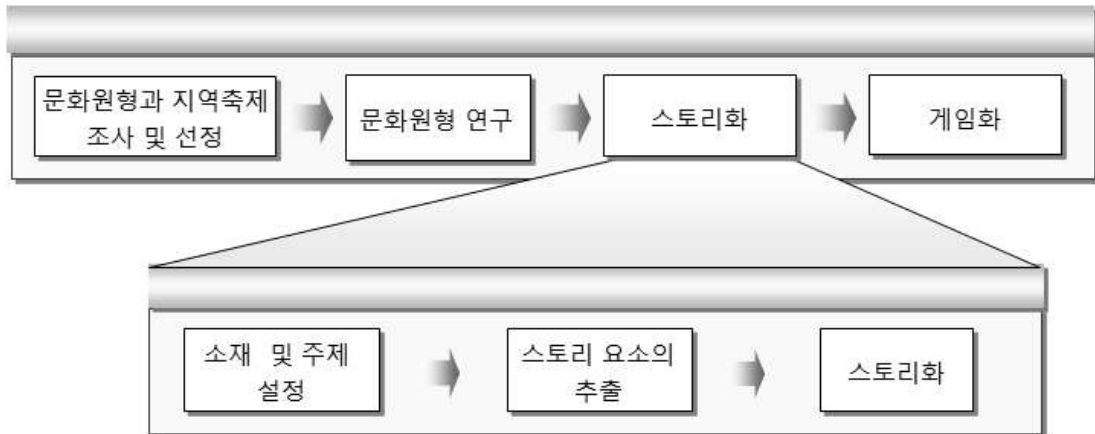 문화원형과 지역축제
조사 및 선정
문화원형 연구
스토리화
게임화
소재 및 주제
설정
스토리 요소의
추출
스토리화